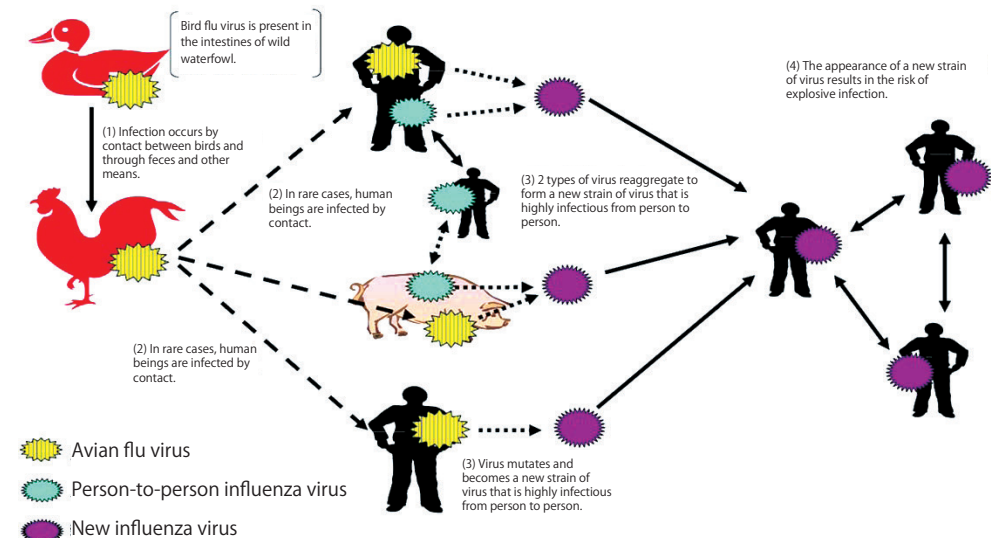 Bird flu virus is present in
the intestines of wild
waterfowl.
(1) Infection occurs by
contact between birds and
through feces and other
means.
(2) In rare cases, human
beings are infected by
contact.
(2) In rare cases, human
beings are infected by
contact.
(3) 2 types of virus reaggregate to
form a new strain of virus that is
highly infectious from person to
person.
(3) Virus mutates and
becomes a new strain of
virus that is highly infectious
from person to person.
(4) The appearance of a new strain
of virus results in the risk of
explosive infection.
Avian flu virus
Person-to-person influenza virus
New influenza virus